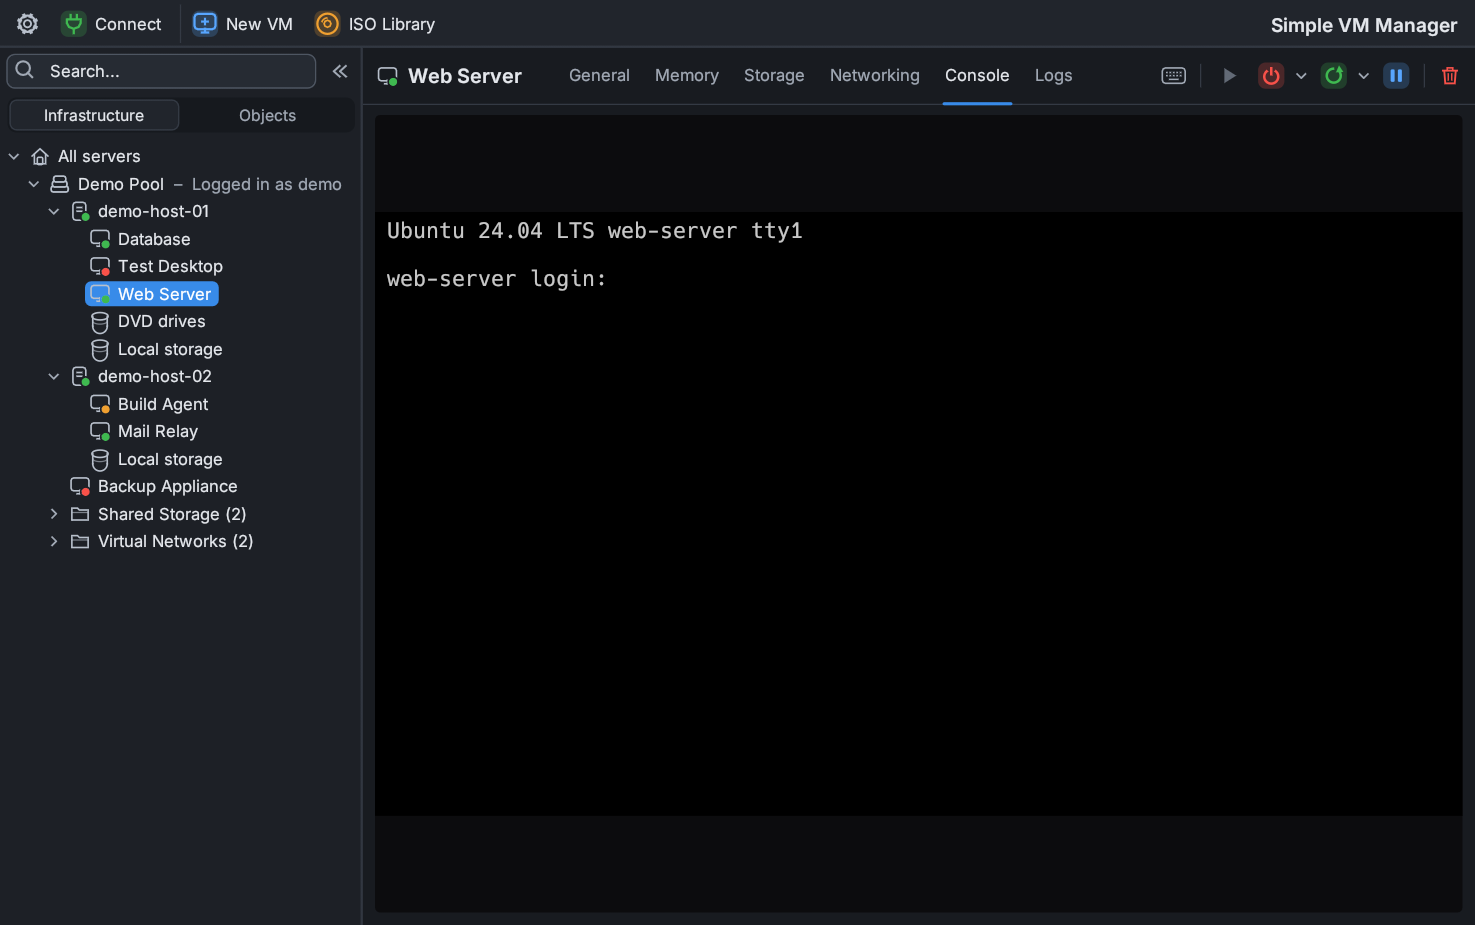 Connect
New VM
ISO Library
Simple VM Manager
Search...
Infrastructure
Objects
All servers
Demo Pool – Logged in as demo
demo-host-01
Database
Test Desktop
Web Server
DVD drives
Local storage
demo-host-02
Build Agent
Mail Relay
Local storage
Backup Appliance
Shared Storage (2)
Virtual Networks (2)
Web Server
General
Memory
Storage
Networking
Console
Logs
Ubuntu 24.04 LTS web-server tty1
web-server login: